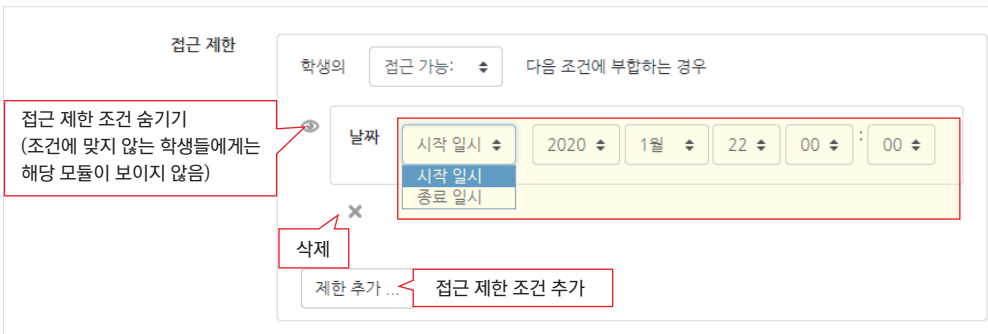 접근 제한
학생의 접근 가능: 다음 조건에 부합하는 경우
접근 제한 조건 숨기기
(조건에 맞지 않는 학생들에게는
해당 모듈이 보이지 않음)
날짜 시작 일시 2020 1월 22 00 : 00
시작 일시
종료 일시
삭제
제한 추가 ... 접근 제한 조건 추가